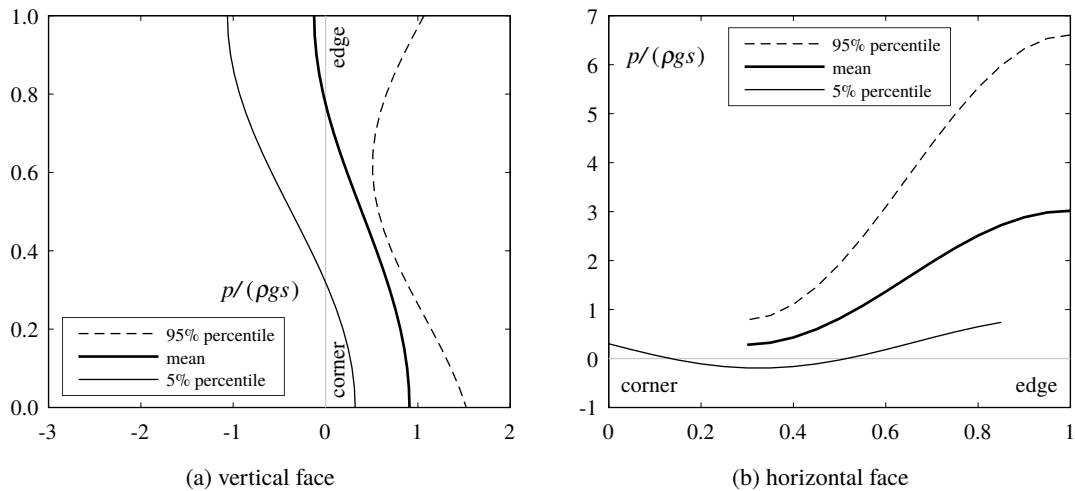 1.0
0.8
0.6
0.4
0.2
0.0
-3
-2
-1
0
1
2
edge
corner
p/(ρgs)
95% percentile
mean
5% percentile
(a) vertical face
7
6
5
4
3
2
1
0
-1
0
0.2
0.4
0.6
0.8
1
p/(ρgs)
95% percentile
mean
5% percentile
corner
edge
(b) horizontal face